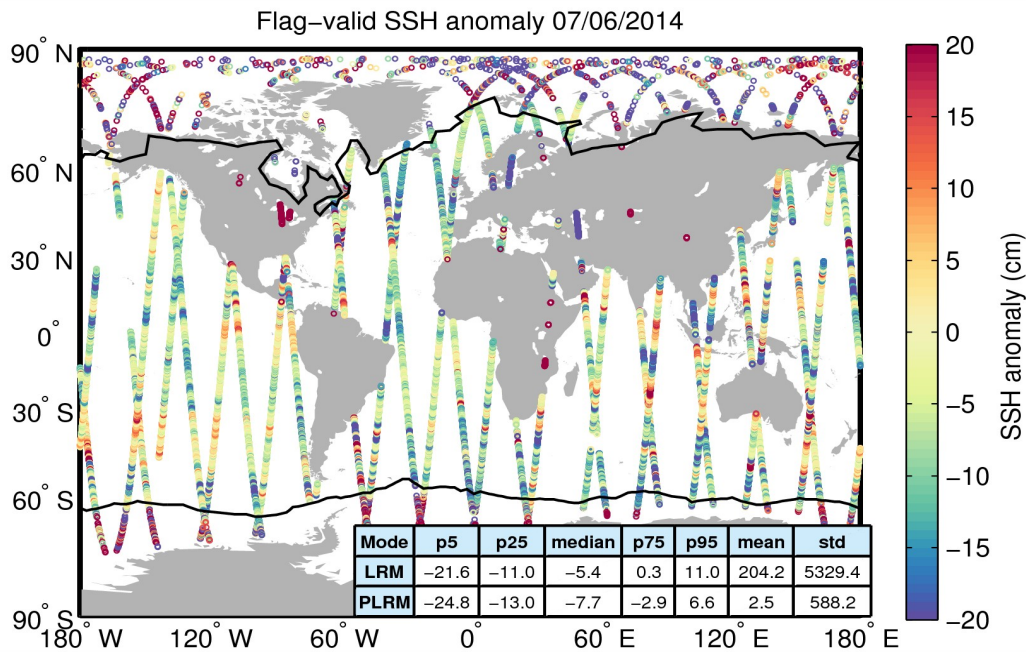 Flag−valid SSH anomaly 07/06/2014
90° N
60° N
30° N
0°
30° S
60° S
90° S
180° W
120° W
60° W
0°
60° E
120° E
180° E
Mode p5 p25 median p75 p95 mean std
LRM −21.6 −11.0 −5.4 0.3 11.0 204.2 5329.4
PLRM −24.8 −13.0 −7.7 −2.9 6.6 2.5 588.2
20
15
10
5
0
−5
−10
−15
−20
SSH anomaly (cm)